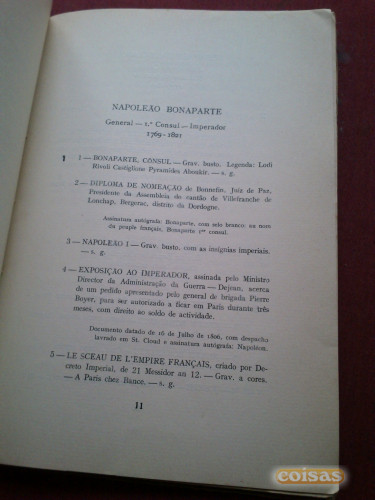 NAPOLEÃO BONAPARTE
General — 1.º Consul — Imperador
1769-1821
1 1 — BONAPARTE, CÔNSUL — Grav. busto. Legenda: Lodi
Rivoli Castiglione Pyramides Aboukir. — s. g.
2 — DIPLOMA DE NOMEAÇÃO de Bonnefin, Juiz de Paz,
Presidente da Assembleia do cantão de Villefranche de
Lonchap, Bergerac, distrito da Dordogne.
Assinatura autógrafa: Bonaparte, com selo branco au nom
du peuple français, Bonaparte 1er consul.
3 — NAPOLEÃO I — Grav. busto, com as insígnias imperiais.
— s. g.
4 — EXPOSIÇÃO AO IMPERADOR, assinada pelo Ministro
Director da Administração da Guerra — Dejean, acerca
de um pedido apresentado pelo general de brigada Pierre
Boyer, para ser autorizado a ficar em Paris durante três
meses, com direito ao soldo de actividade.
Documento datado de 16 de Julho de 1806, com despacho
lavrado em St. Cloud e assinatura autógrafa: Napoleon.
5 — LE SCEAU DE L'EMPIRE FRANÇAIS, criado por De-
creto Imperial, de 21 Messidor an 12. — Grav. a cores.
— A Paris chez Bance. — s. g.
11
coisas